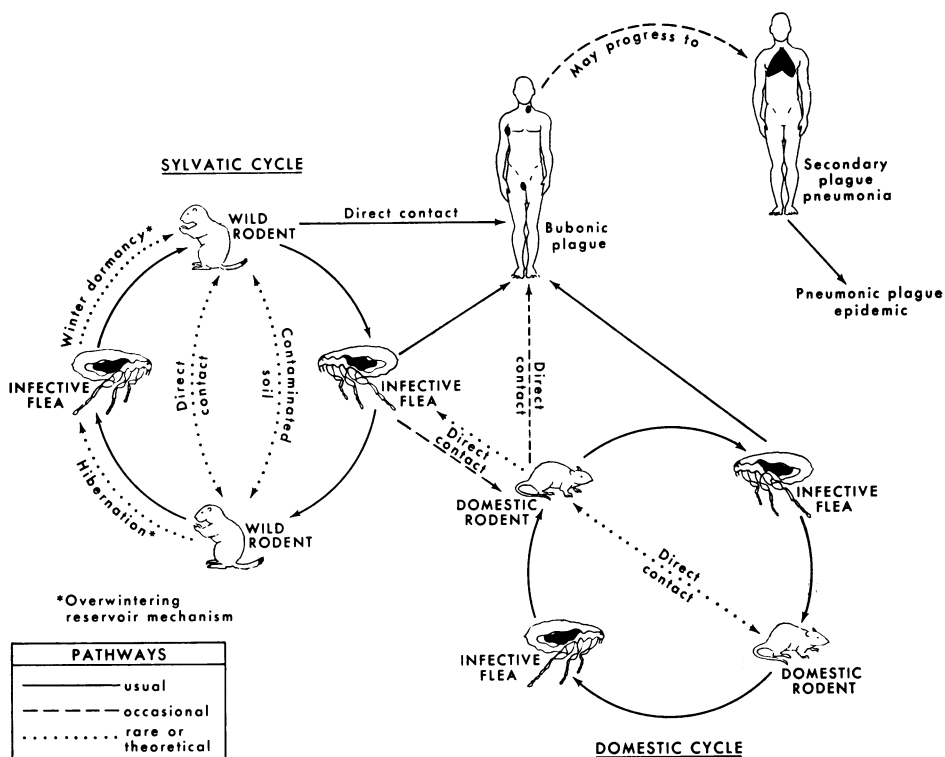 May progress to
SYLVATIC CYCLE
Secondary
plague
pneumonia
WILD
RODENT
Direct contact
Bubonic
plague
Winter dormancy*
Pneumonic plague
epidemic
INFECTIVE
FLEA
Direct
contact
Contaminated
soil
INFECTIVE
FLEA
Direct
contact
Direct
contact
Hibernation*
DOMESTIC
RODENT
INFECTIVE
FLEA
WILD
RODENT
Direct
contact
*Overwintering
reservoir mechanism
INFECTIVE
FLEA
DOMESTIC
RODENT
PATHWAYS
usual
occasional
rare or
theoretical
DOMESTIC CYCLE